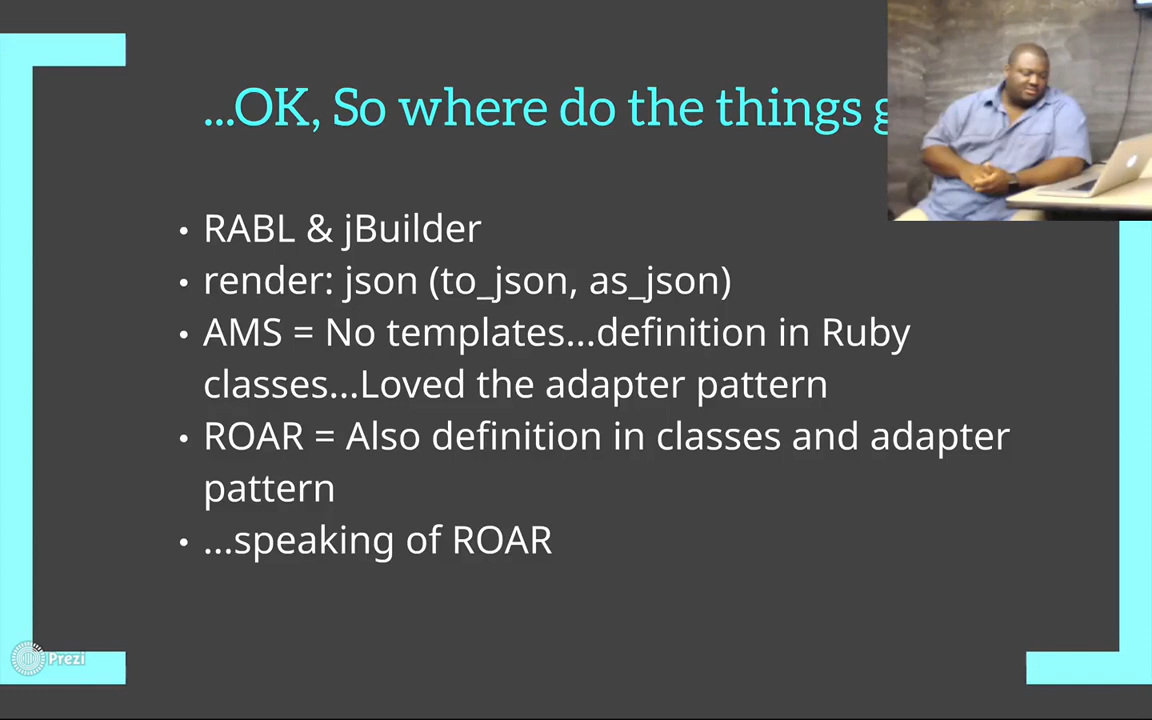 ...OK, So where do the things
• RABL & jBuilder
• render: json (to_json, as_json)
• AMS = No templates...definition in Ruby
classes...Loved the adapter pattern
• ROAR = Also definition in classes and adapter
pattern
• ...speaking of ROAR
Prezi